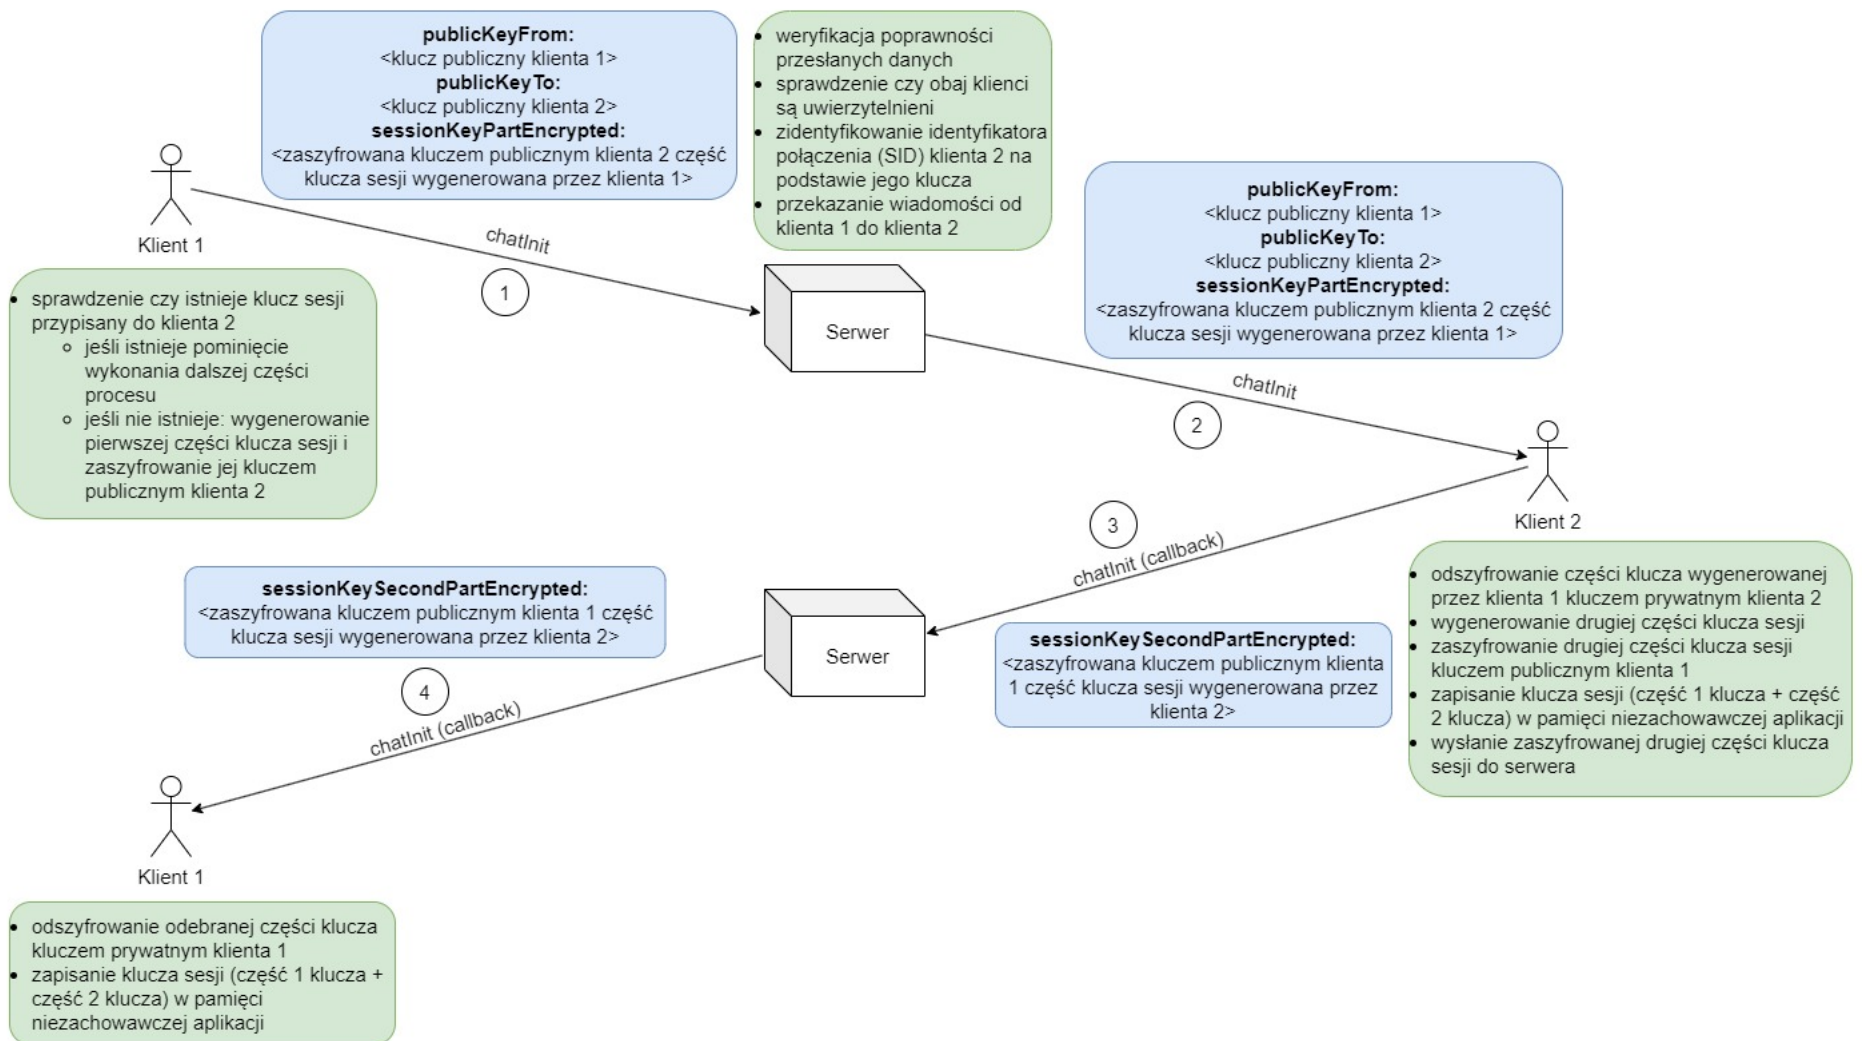 publicKeyFrom:
<klucz publiczny klienta 1>
publicKeyTo:
<klucz publiczny klienta 2>
sessionKeyPartEncrypted:
<zaszyfrowana kluczem publicznym klienta 2 część
klucza sesji wygenerowana przez klienta 1>
weryfikacja poprawności
przesłanych danych
sprawdzenie czy obaj klienci
są uwierzytelnieni
zidentyfikowanie identyfikatora
połączenia (SID) klienta 2 na
podstawie jego klucza
przekazanie wiadomości od
klienta 1 do klienta 2
Klient 1
chatInit
1
Serwer
publicKeyFrom:
<klucz publiczny klienta 1>
publicKeyTo:
<klucz publiczny klienta 2>
sessionKeyPartEncrypted:
<zaszyfrowana kluczem publicznym klienta 2 część
klucza sesji wygenerowana przez klienta 1>
sprawdzenie czy istnieje klucz sesji
przypisany do klienta 2
jeśli istnieje pominięcie
wykonania dalszej części
procesu
jeśli nie istnieje: wygenerowanie
pierwszej części klucza sesji i
zaszyfrowanie jej kluczem
publicznym klienta 2
chatInit
2
Klient 2
3
chatInit (callback)
odszyfrowanie części klucza wygenerowanej
przez klienta 1 kluczem prywatnym klienta 2
wygenerowanie drugiej części klucza sesji
zaszyfrowanie drugiej części klucza sesji
kluczem publicznym klienta 1
zapisanie klucza sesji (część 1 klucza + część
2 klucza) w pamięci niezachowawczej aplikacji
wysłanie zaszyfrowanej drugiej części klucza
sesji do serwera
sessionKeySecondPartEncrypted:
<zaszyfrowana kluczem publicznym klienta
1 część klucza sesji wygenerowana przez
klienta 2>
Serwer
sessionKeySecondPartEncrypted:
<zaszyfrowana kluczem publicznym klienta 1 część
klucza sesji wygenerowana przez klienta 2>
4
chatInit (callback)
Klient 1
odszyfrowanie odebranej części klucza
kluczem prywatnym klienta 1
zapisanie klucza sesji (część 1 klucza +
część 2 klucza) w pamięci
niezachowawczej aplikacji